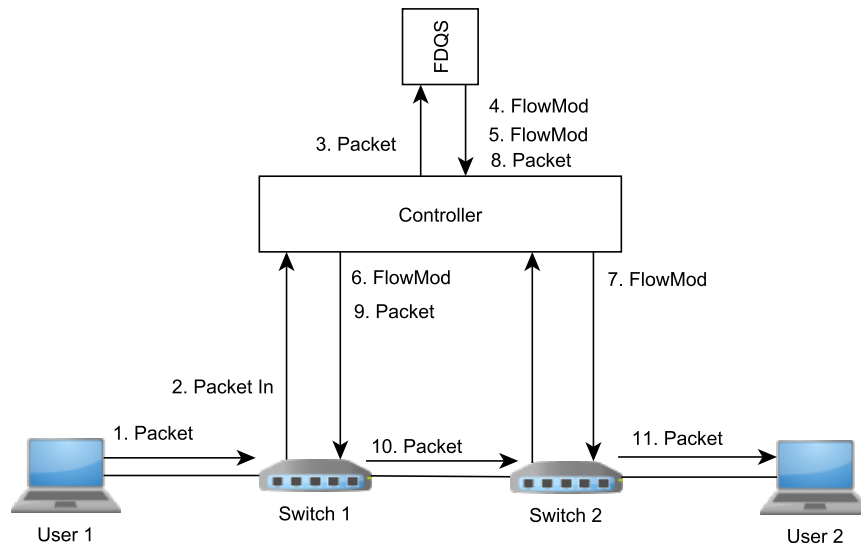 FDQS
4. FlowMod
5. FlowMod
3. Packet
8. Packet
Controller
6. FlowMod
7. FlowMod
9. Packet
2. Packet In
1. Packet
10. Packet
11. Packet
Switch 1
Switch 2
User 1
User 2